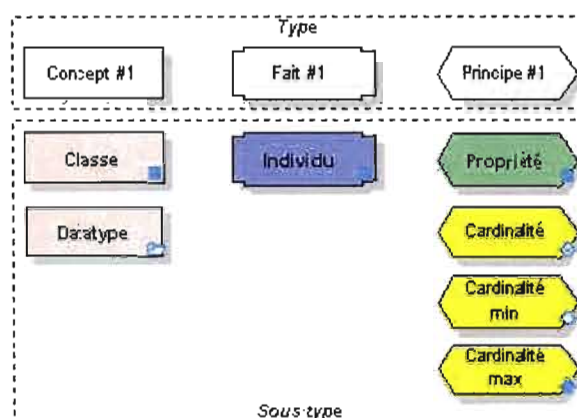 Type
Concept #1
Fait #1
Principe #1
Classe
Individu
Propriété
Datatype
Cardinalité
Cardinalité
min
Cardinalité
max
Sous-type